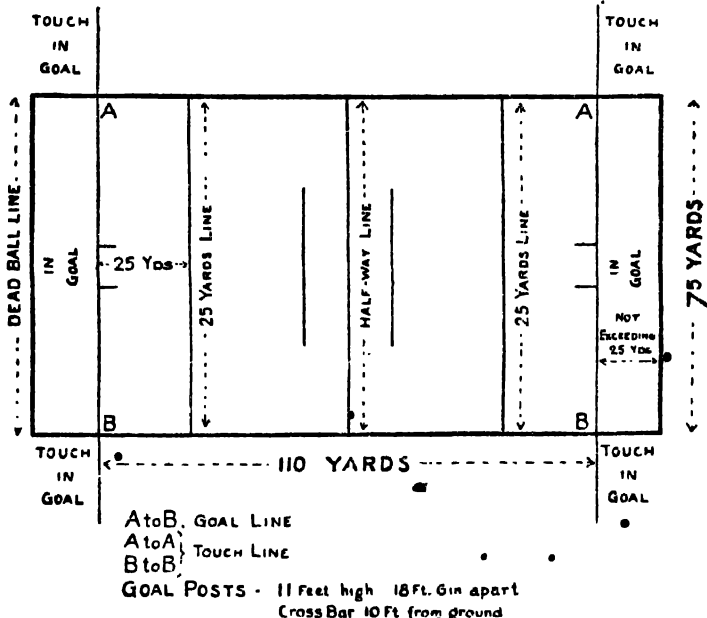 TOUCH
IN
GOAL
TOUCH
IN
GOAL
A
A
DEAD BALL LINE
IN
GOAL
25 YDS
25 YARDS LINE
HALF-WAY LINE
25 YARDS LINE
IN
GOAL
NOT
EXCEEDING
25 YDS
75 YARDS
B
B
TOUCH
IN
GOAL
110 YARDS
TOUCH
IN
GOAL
A to B. GOAL LINE
A to A } TOUCH LINE
B to B
GOAL POSTS - 11 Feet high 18 Ft. 6in apart
Cross Bar 10 Ft from ground